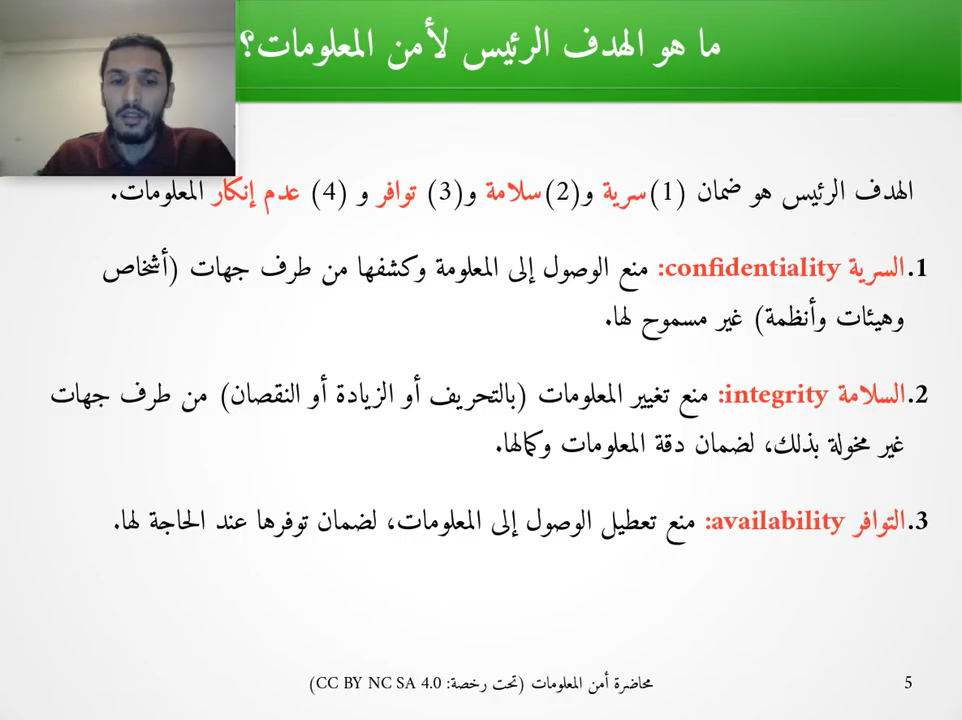 ما هو الهدف الرئيس لأمن المعلومات؟
الهدف الرئيس هو ضمان (1) سرية و(2) سلامة و(3) توافر و (4) عدم إنكار المعلومات.
1. السرية confidentiality: منع الوصول إلى المعلومة وكشفها من طرف جهات (أشخاص
وهيئات وأنظمة) غير مسموح لها.
2. السلامة integrity: منع تغيير المعلومات (بالتحريف أو الزيادة أو النقصان) من طرف جهات
غير مخولة بذلك، لضمان دقة المعلومات وكمالها.
3. التوافر availability: منع تعطيل الوصول إلى المعلومات، لضمان توفرها عند الحاجة لها.
محاضرة أمن المعلومات (تحت رخصة: CC BY NC SA 4.0)
5